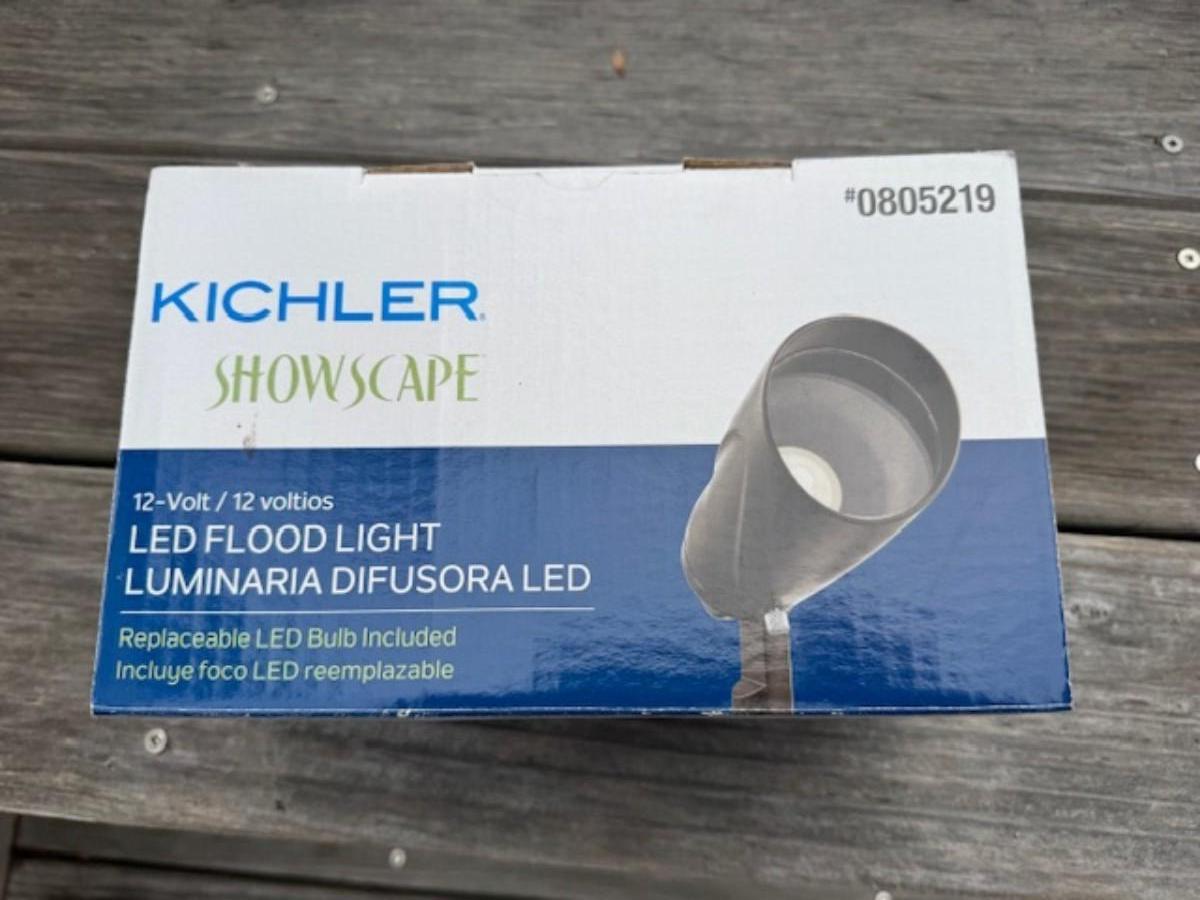 #0805219
KICHLER®
SHOWSCAPE
12-Volt / 12 voltios
LED FLOOD LIGHT
LUMINARIA DIFUSORA LED
Replaceable LED Bulb Included
Incluye foco LED reemplazable